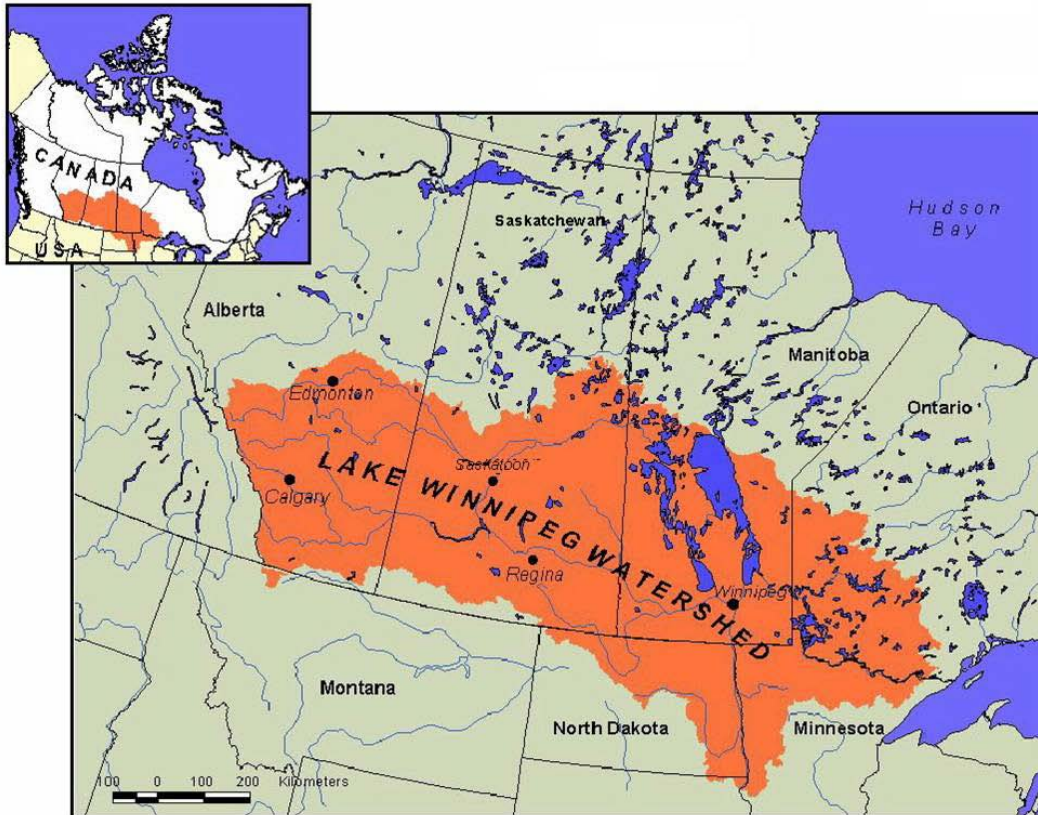 CANADA
USA
Hudson
Bay
Saskatchewan
Alberta
Manitoba
Ontario
Edmonton
Saskatoon
Calgary
LAKE WINNIPEG WATERSHED
Regina
Winnipeg
Montana
North Dakota
Minnesota
100 0 100 200 Kilometers